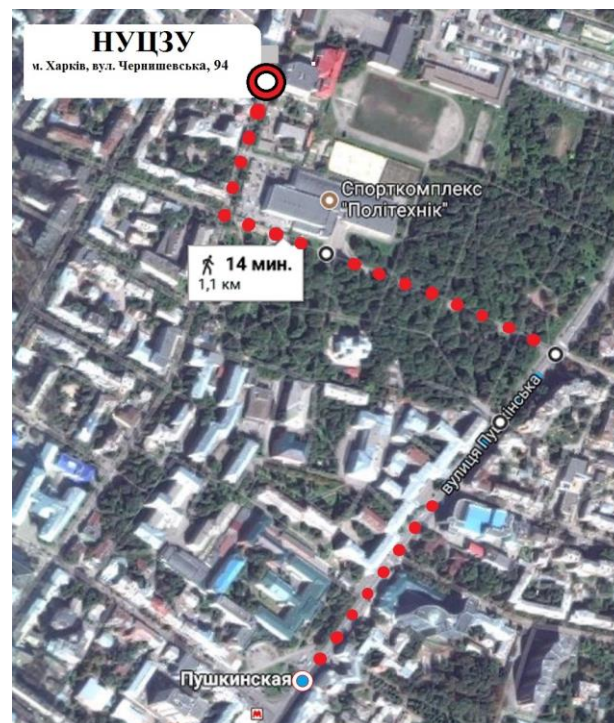 НУЦЗУ
м. Харків, вул. Чернишевська, 94
Спорткомплекс
"Політехнік"
14 мин.
1,1 км
вулиця Пушкінська
Пушкинская
М